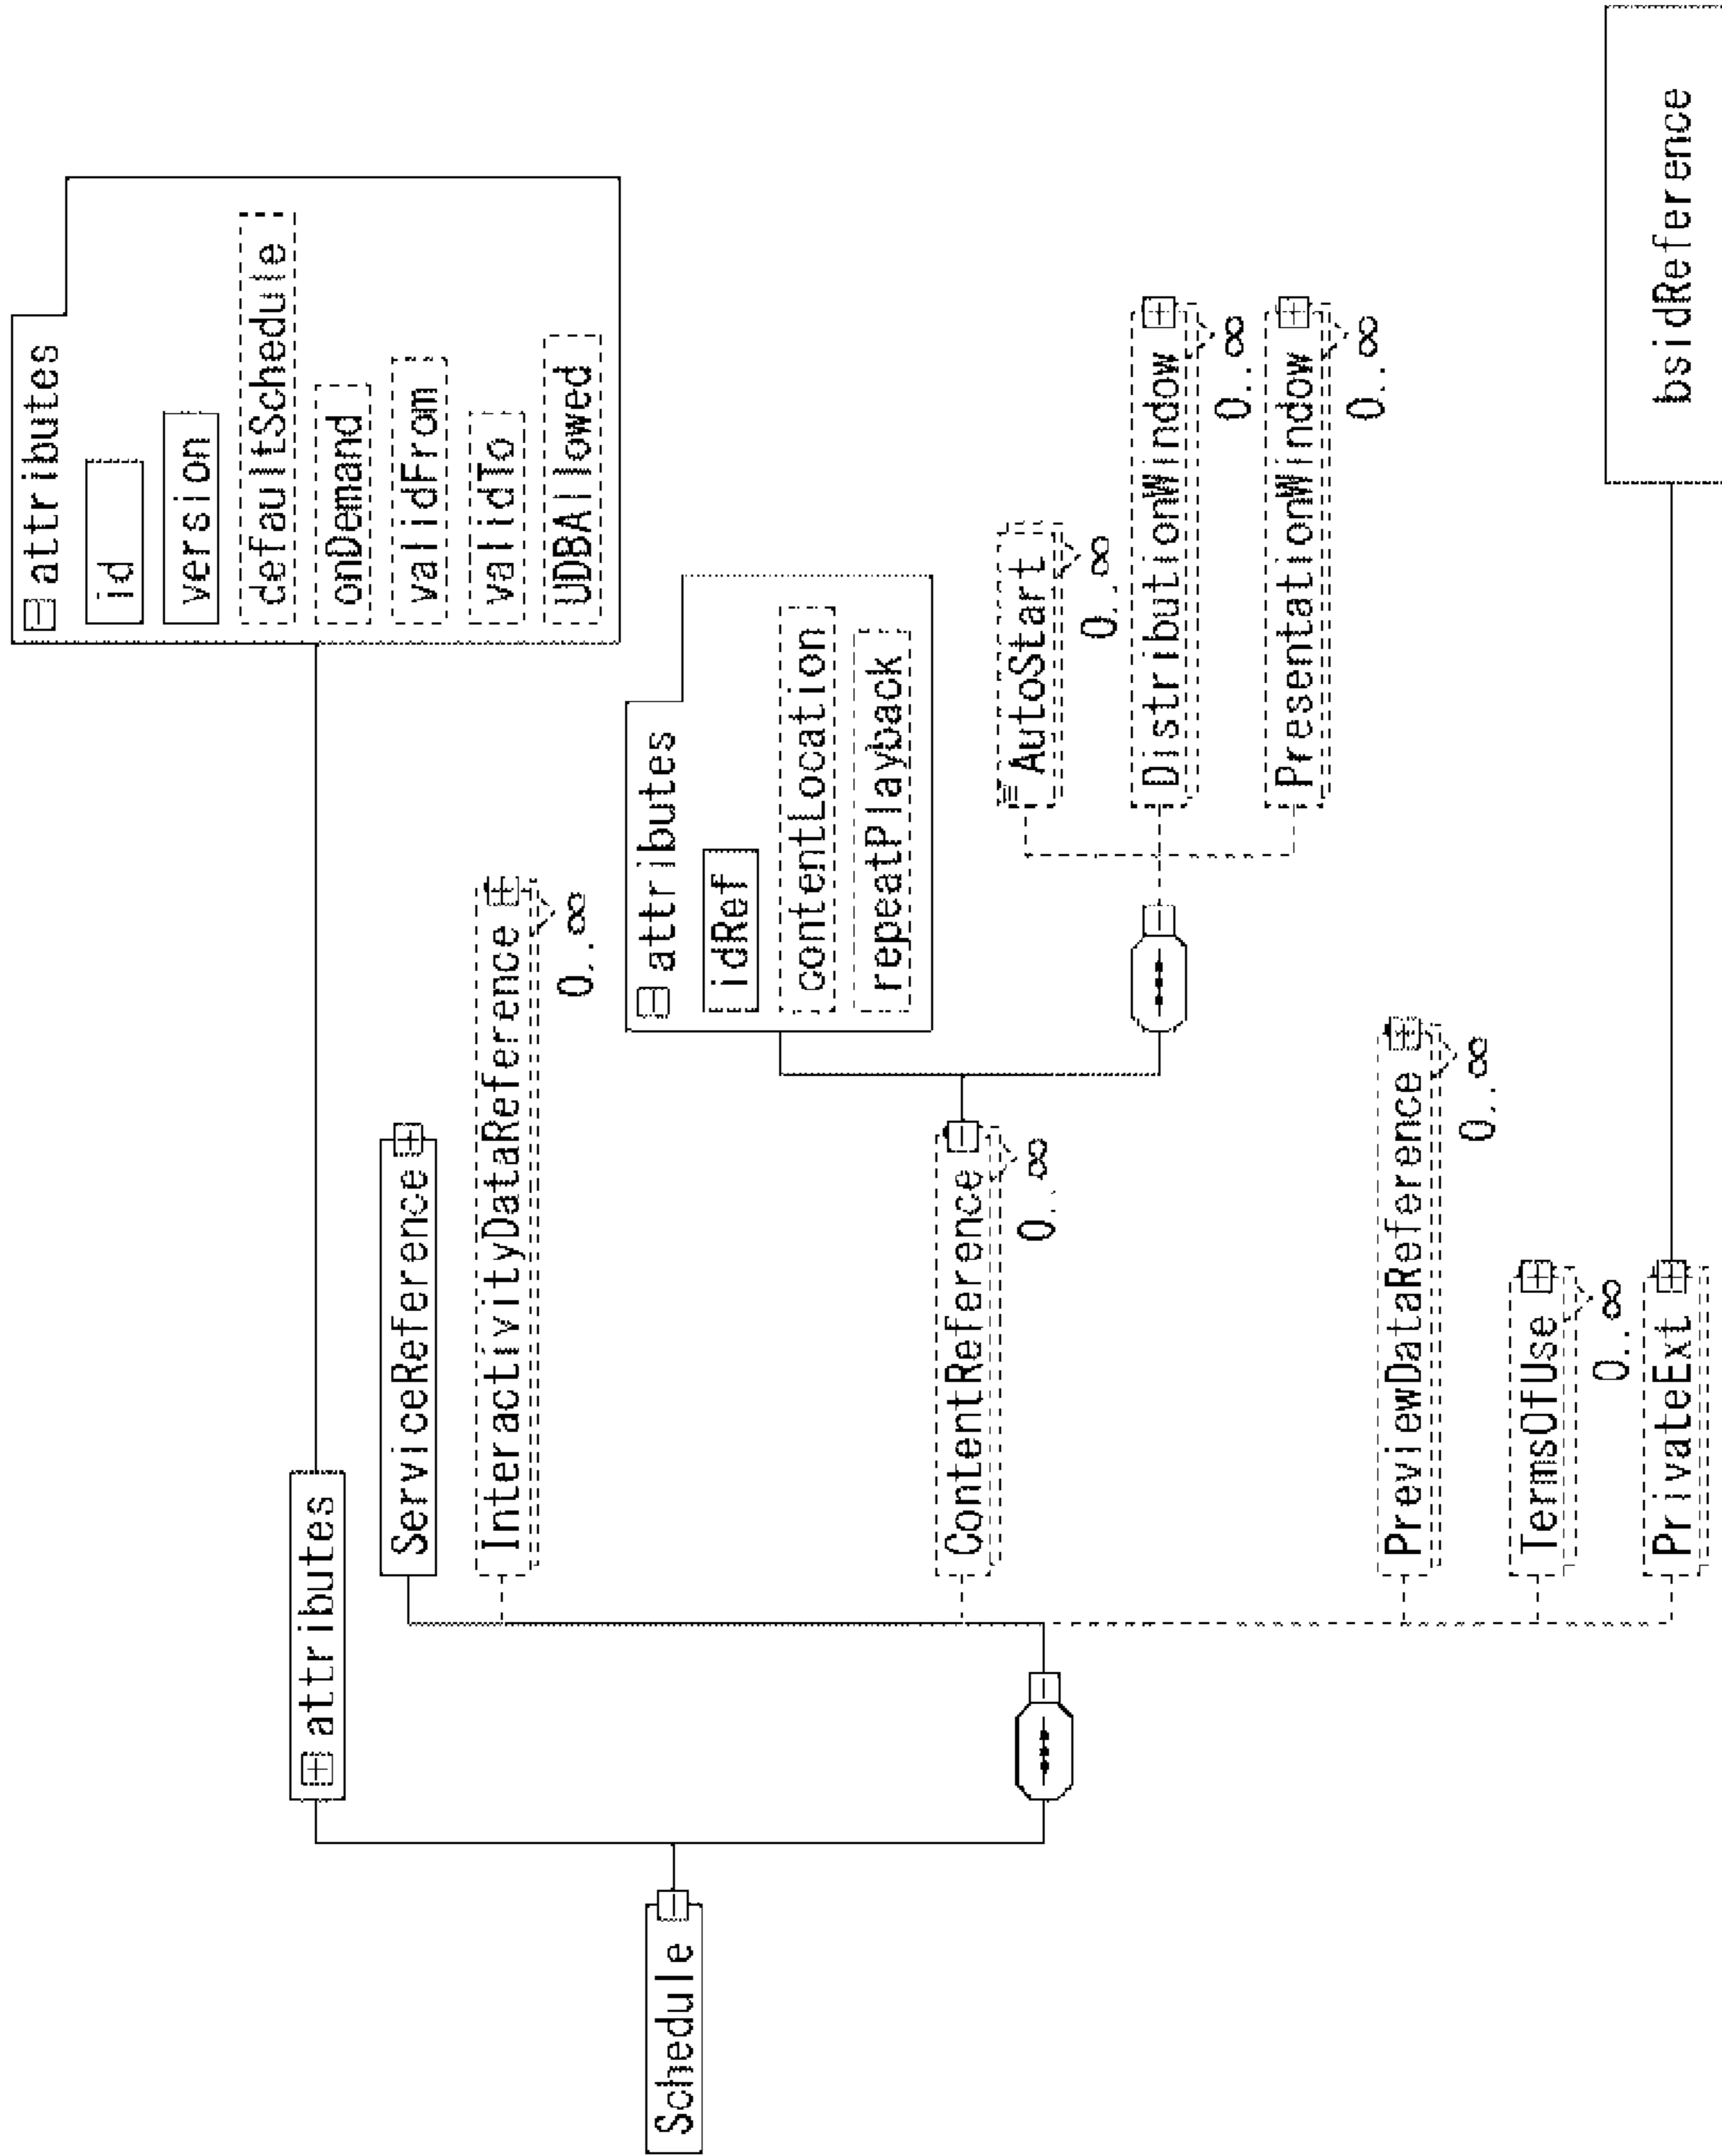 Schedule
attributes
attributes
id
version
defaultSchedule
onDemand
validFrom
validTo
UDBAllowed
ServiceReference
InteractivityDataReference
0..∞
ContentReference
0..∞
attributes
idRef
contentLocation
repeatPlayback
AutoStart
0..∞
DistributionWindow
0..∞
PresentationWindow
0..∞
PreviewDataReference
0..∞
TermsOfUse
0..∞
PrivateExt
bsidReference